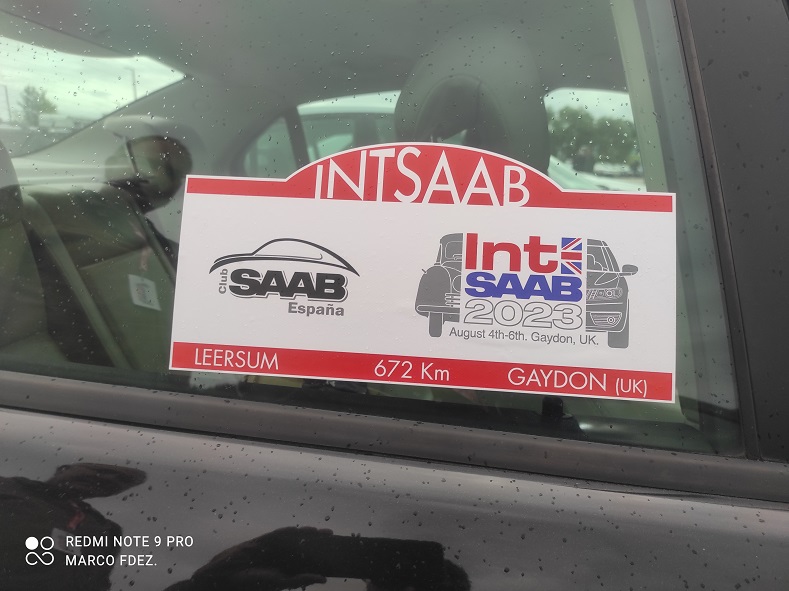 INTSAAB
Club
SAAB
España
Int
SAAB
2023
August 4th-6th. Gaydon, UK.
LEERSUM 672 Km GAYDON (UK)
REDMI NOTE 9 PRO
MARCO FDEZ.